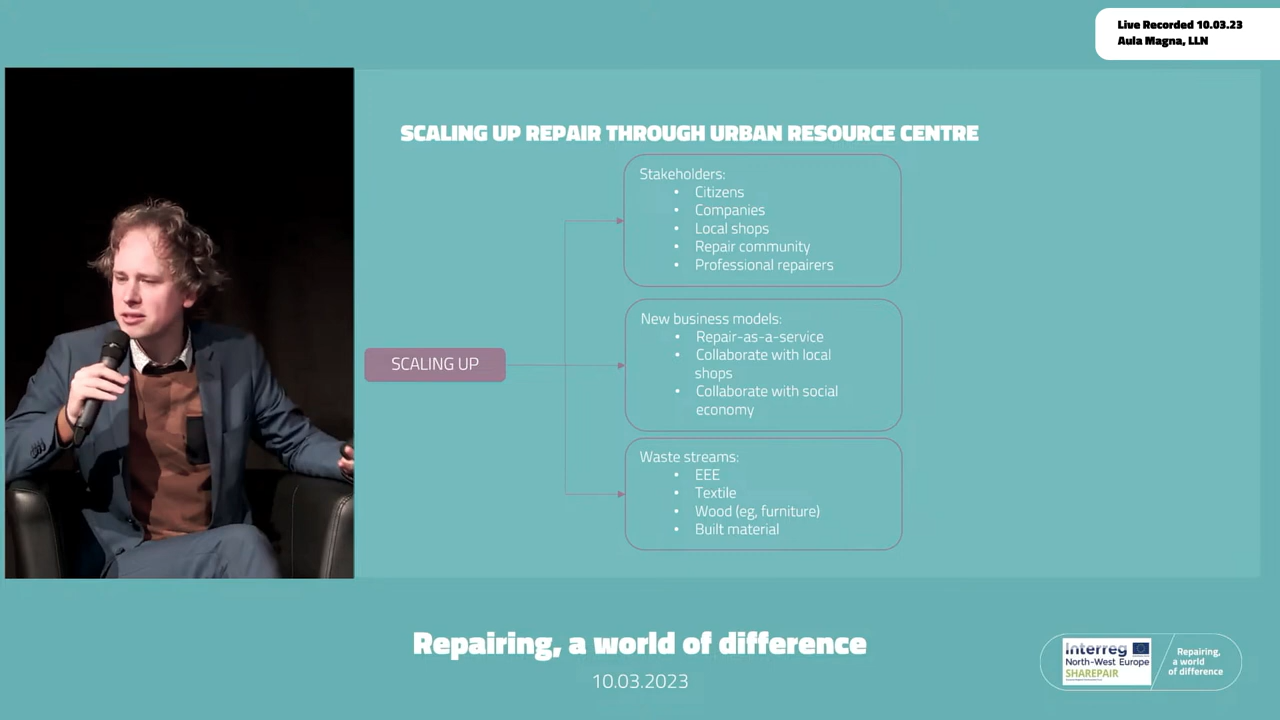 Live Recorded 10.03.23
Aula Magna, LLN
SCALING UP REPAIR THROUGH URBAN RESOURCE CENTRE
SCALING UP
Stakeholders:
• Citizens
• Companies
• Local shops
• Repair community
• Professional repairers
New business models:
• Repair-as-a-service
• Collaborate with local
shops
• Collaborate with social
economy
Waste streams:
• EEE
• Textile
• Wood (eg, furniture)
• Built material
Repairing, a world of difference
10.03.2023
Interreg
North-West Europe
SHAREPAIR
Repairing,
a world
of difference